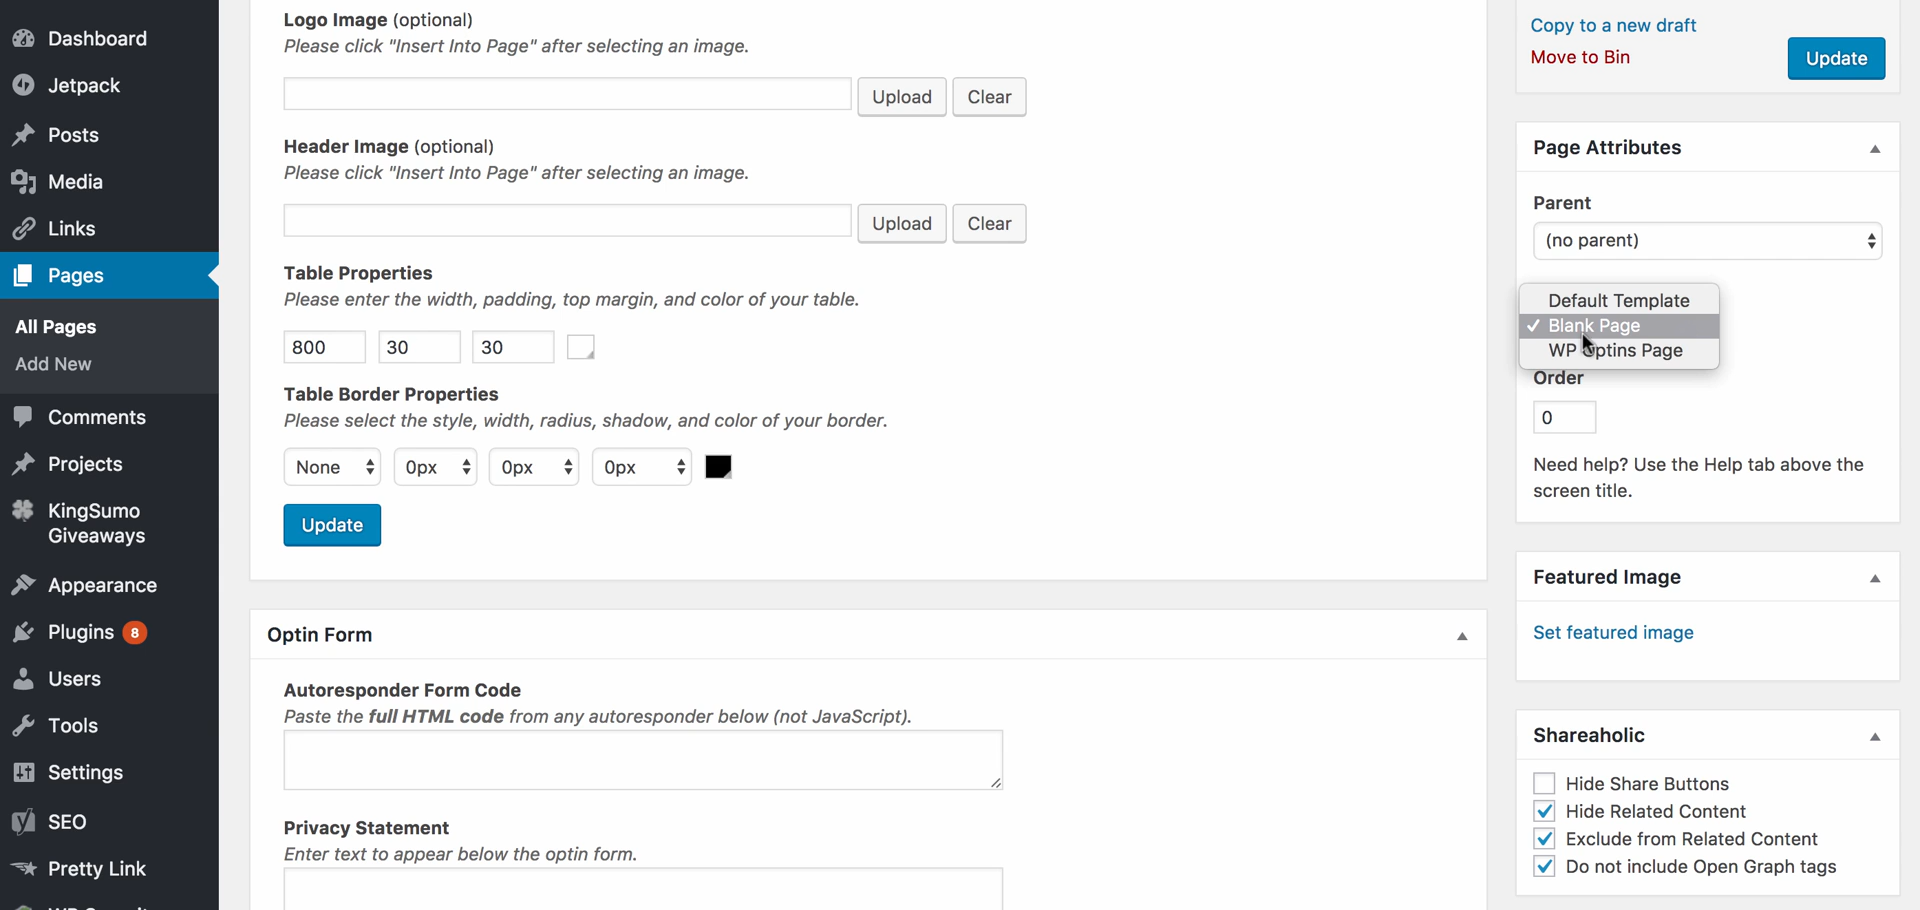 Dashboard
Jetpack
Posts
Media
Links
Pages
All Pages
Add New
Comments
Projects
KingSumo
Giveaways
Appearance
Plugins 8
Users
Tools
Settings
SEO
Pretty Link
Logo Image (optional)
Please click "Insert Into Page" after selecting an image.
Upload Clear
Header Image (optional)
Please click "Insert Into Page" after selecting an image.
Upload Clear
Table Properties
Please enter the width, padding, top margin, and color of your table.
800 30 30
Table Border Properties
Please select the style, width, radius, shadow, and color of your border.
None 0px 0px 0px
Update
Optin Form
Autoresponder Form Code
Paste the full HTML code from any autoresponder below (not JavaScript).
Privacy Statement
Enter text to appear below the optin form.
Copy to a new draft
Move to Bin
Update
Page Attributes
Parent
(no parent)
Default Template
✓ Blank Page
WP Optins Page
Order
0
Need help? Use the Help tab above the
screen title.
Featured Image
Set featured image
Shareaholic
Hide Share Buttons
Hide Related Content
Exclude from Related Content
Do not include Open Graph tags